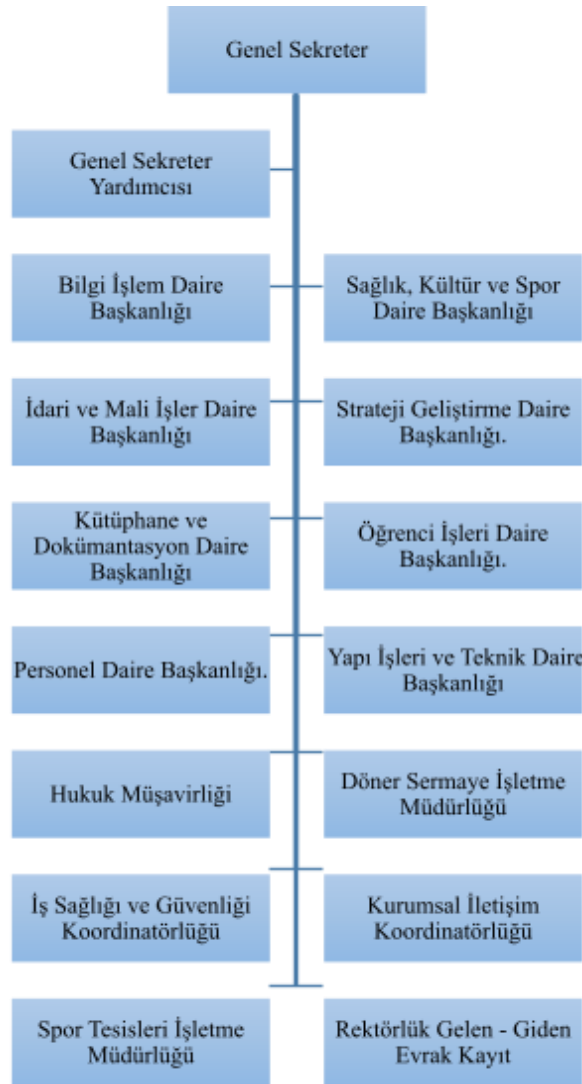 Genel Sekreter
Genel Sekreter
Yardımcısı
Bilgi İşlem Daire
Başkanlığı
Sağlık, Kültür ve Spor
Daire Başkanlığı
İdari ve Mali İşler Daire
Başkanlığı
Strateji Geliştirme Daire
Başkanlığı.
Kütüphane ve
Dokümantasyon Daire
Başkanlığı
Öğrenci İşleri Daire
Başkanlığı.
Personel Daire Başkanlığı.
Yapı İşleri ve Teknik Daire
Başkanlığı
Hukuk Müşavirliği
Döner Sermaye İşletme
Müdürlüğü
İş Sağlığı ve Güvenliği
Koordinatörlüğü
Kurumsal İletişim
Koordinatörlüğü
Spor Tesisleri İşletme
Müdürlüğü
Rektörlük Gelen - Giden
Evrak Kayıt